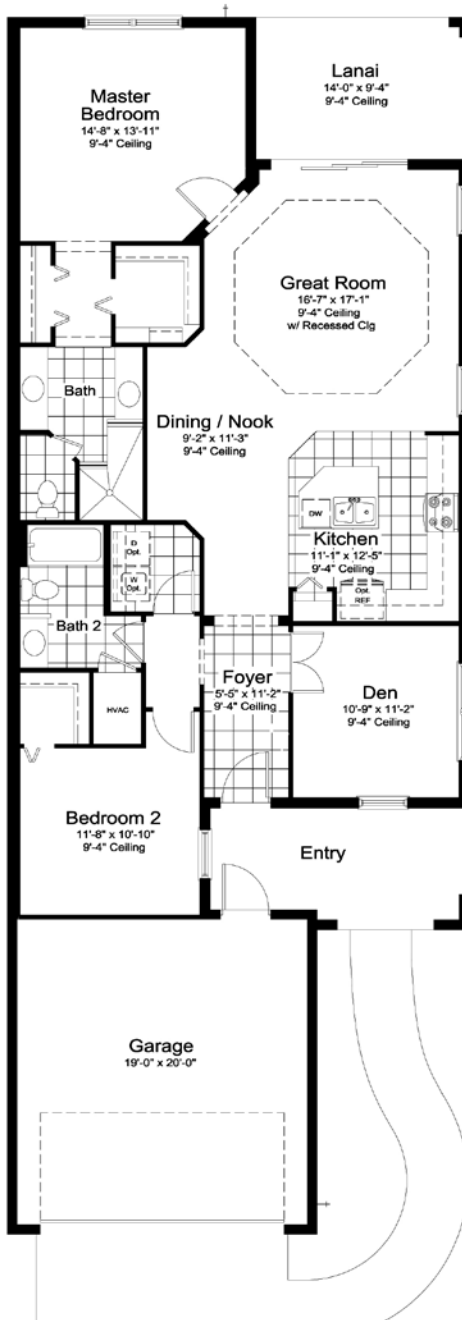 Lanai
14'-0" x 9'-4"
9'-4" Ceiling
Master
Bedroom
14'-8" x 13'-11"
9'-4" Ceiling
Great Room
16'-7" x 17'-1"
9'-4" Ceiling
w/ Recessed Clg
Bath
Dining / Nook
9'-2" x 11'-3"
9'-4" Ceiling
DW
Kitchen
11'-1" x 12'-5"
9'-4" Ceiling
Opt.
REF
D
Opt.
W
Opt.
Bath 2
HVAC
Foyer
5'-5" x 11'-2"
9'-4" Ceiling
Den
10'-9" x 11'-2"
9'-4" Ceiling
Bedroom 2
11'-8" x 10'-10"
9'-4" Ceiling
Entry
Garage
19'-0" x 20'-0"